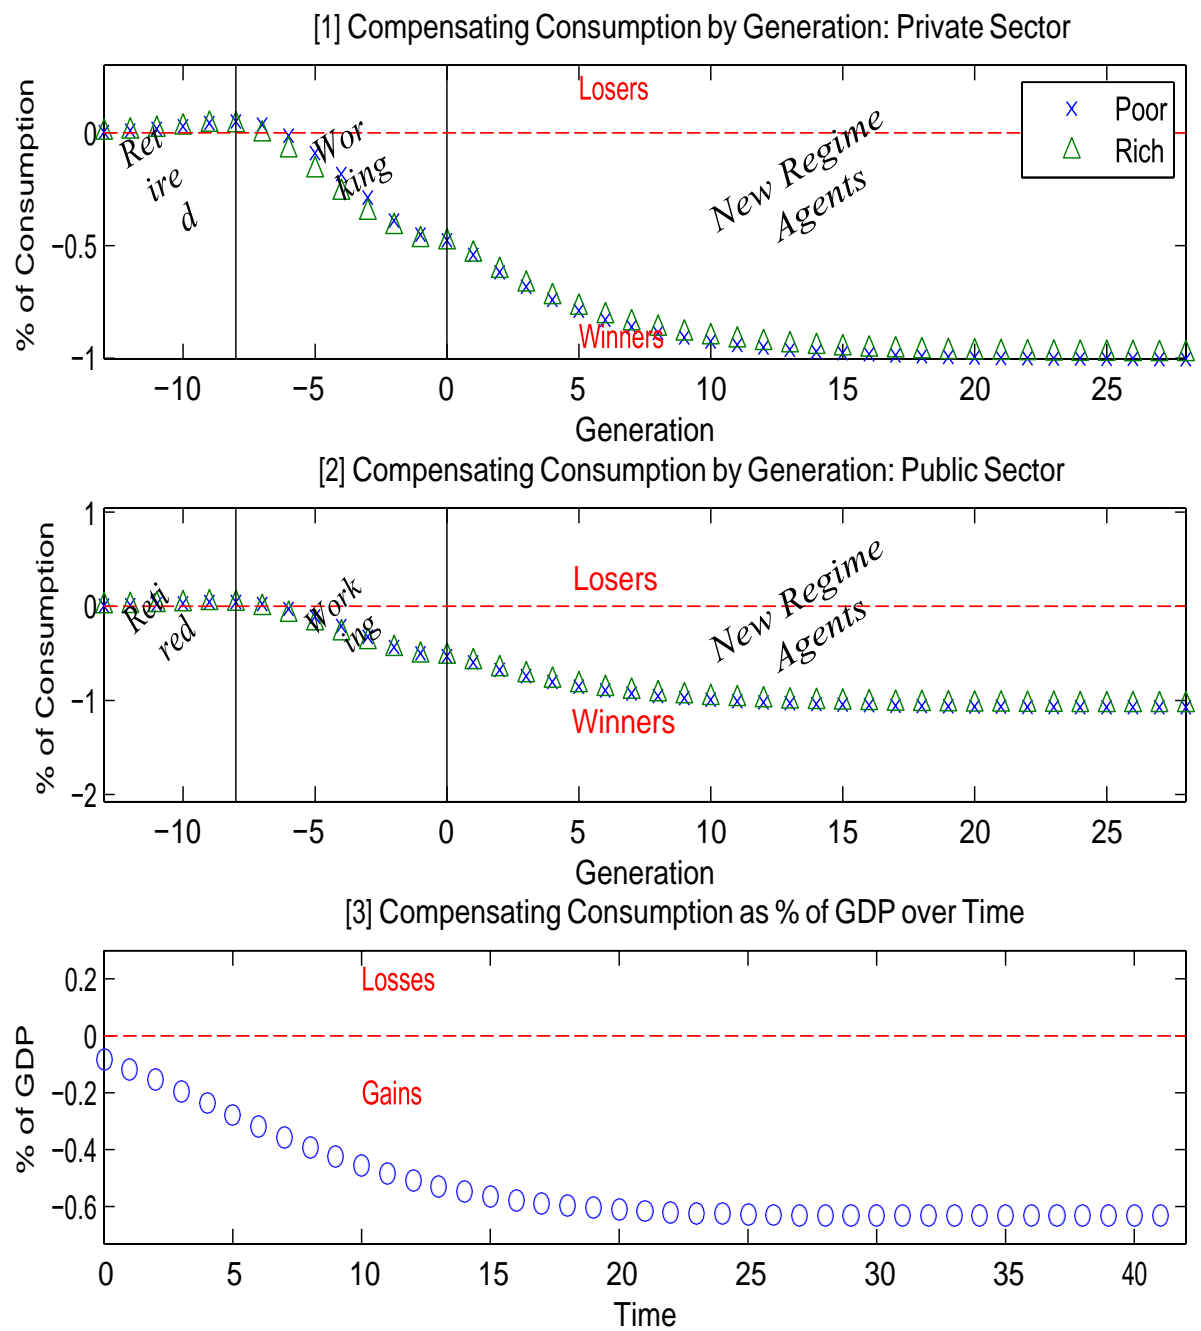 [1] Compensating Consumption by Generation: Private Sector
% of Consumption
0
−0.5
−1
Losers
Winners
Ret
ire
d
Wor
king
New Regime
Agents
Poor
Rich
−10
−5
0
5
10
15
20
25
Generation
[2] Compensating Consumption by Generation: Public Sector
% of Consumption
1
0
−1
−2
Losers
Winners
Reti
red
Work
ing
New Regime
Agents
−10
−5
0
5
10
15
20
25
Generation
[3] Compensating Consumption as % of GDP over Time
% of GDP
0.2
0
−0.2
−0.4
−0.6
Losses
Gains
0
5
10
15
20
25
30
35
40
Time